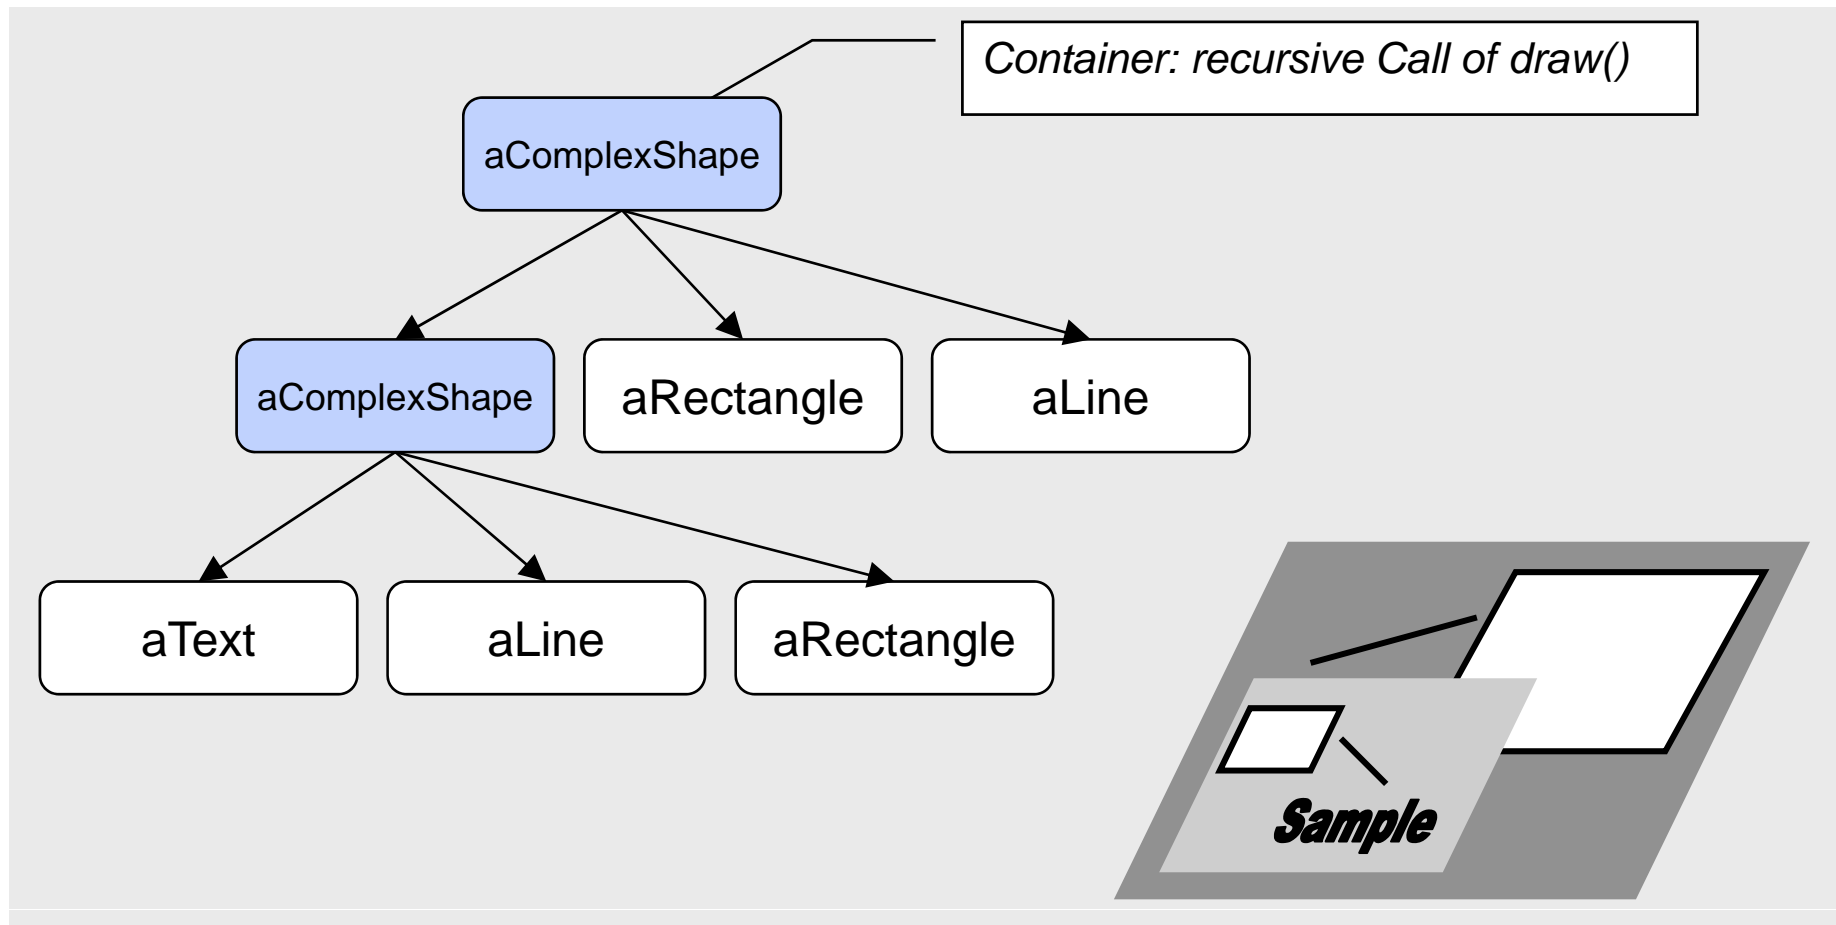 Container: recursive Call of draw()
aComplexShape
aComplexShape
aRectangle
aLine
aText
aLine
aRectangle
Sample